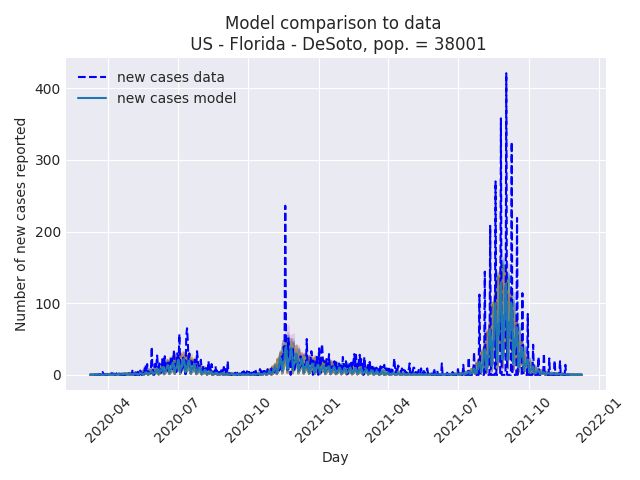 Model comparison to data
US - Florida - DeSoto, pop. = 38001
new cases data
new cases model
Number of new cases reported
400
300
200
100
0
2020-04
2020-07
2020-10
2021-01
2021-04
2021-07
2021-10
2022-01
Day